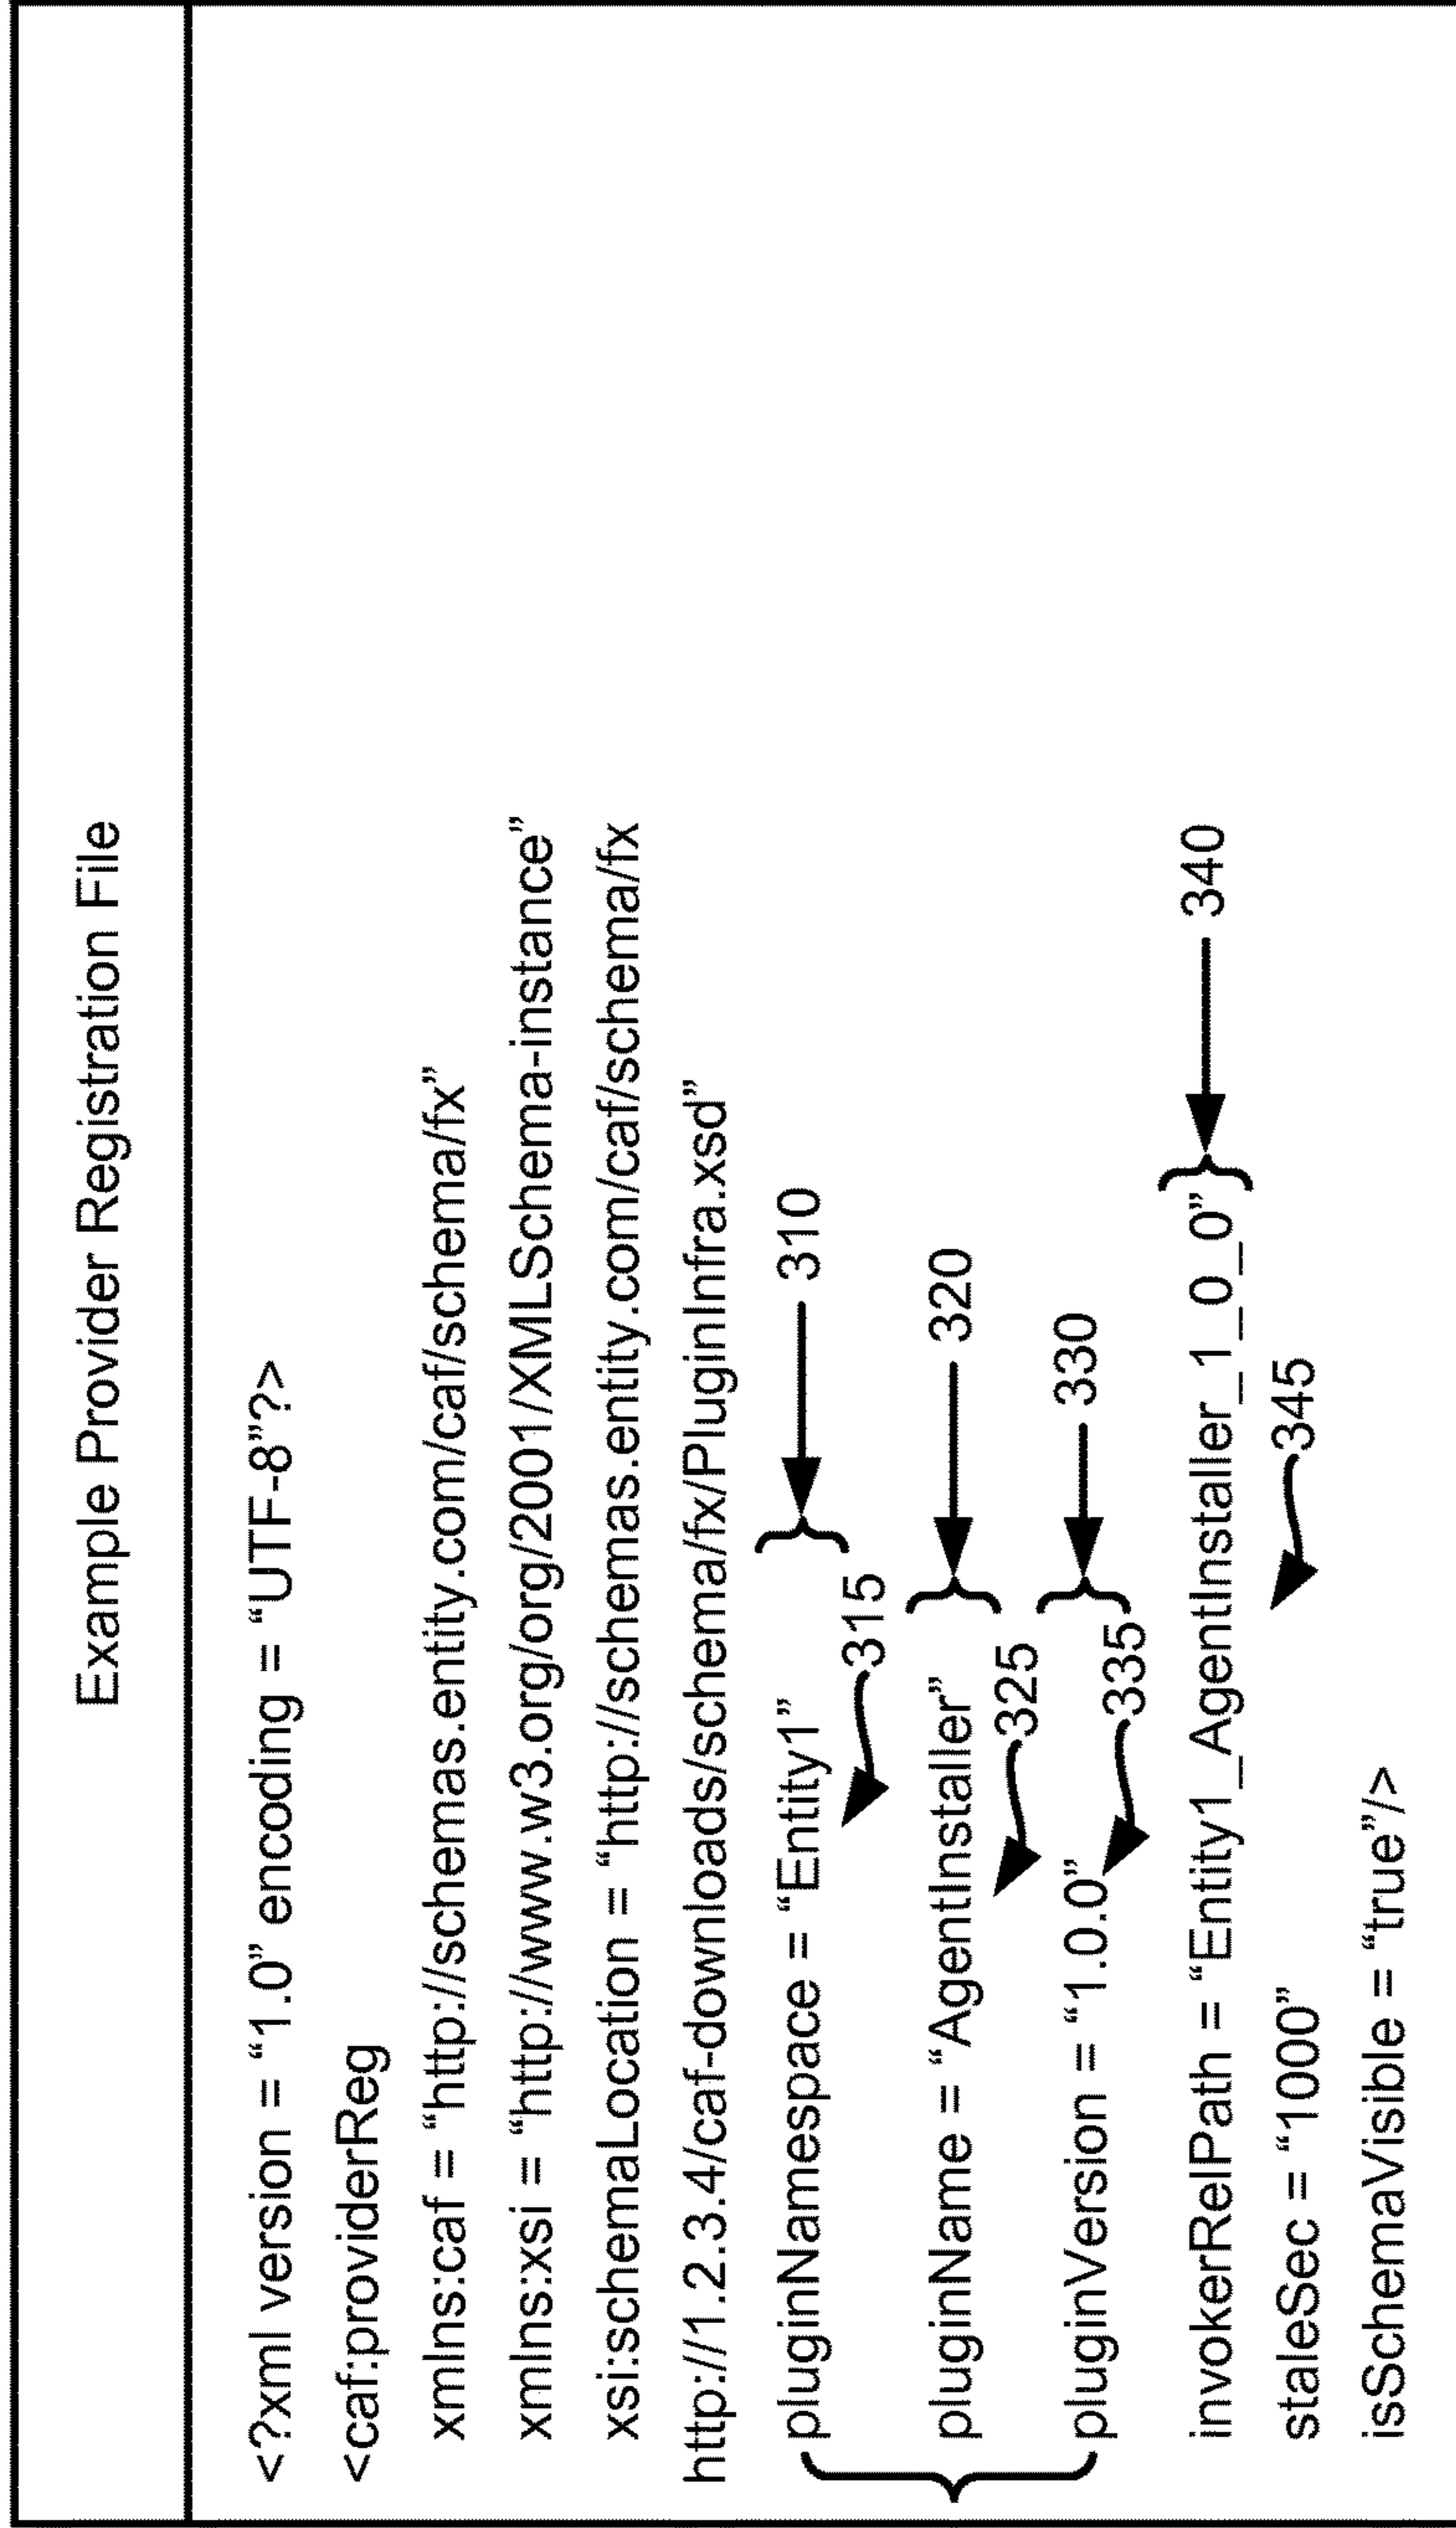 Example Provider Registration File
<?xml version = “1.0” encoding = “UTF-8”?>
<caf:providerReg
xmlns:caf = “http://schemas.entity.com/caf/schema/fx”
xmlns:xsi = “http://www.w3.org/org/2001/XMLSchema-instance”
xsi:schemaLocation = “http://schemas.entity.com/caf/schema/fx
http://1.2.3.4/caf-downloads/schema/fx/PluginInfra.xsd”
pluginNamespace = “Entity1” 310
315
pluginName = “AgentInstaller” 320
325
pluginVersion = “1.0.0” 330
335
invokerRelPath = “Entity1_AgentInstaller_1_0_0” 340
345
staleSec = “1000”
isSchemaVisible = “true”/>